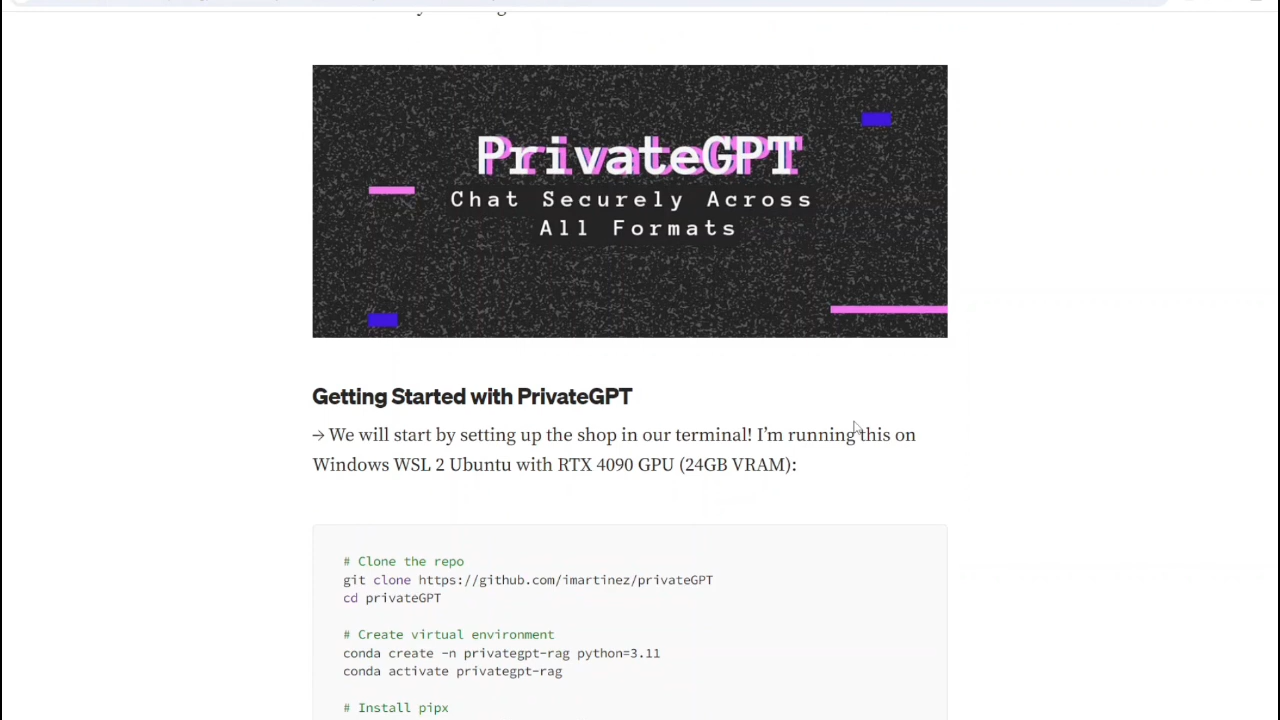 PrivateGPT
Chat Securely Across
All Formats
Getting Started with PrivateGPT
→ We will start by setting up the shop in our terminal! I’m running this on
Windows WSL 2 Ubuntu with RTX 4090 GPU (24GB VRAM):
# Clone the repo
git clone https://github.com/imartinez/privateGPT
cd privateGPT
# Create virtual environment
conda create -n privategpt-rag python=3.11
conda activate privategpt-rag
# Install pipx